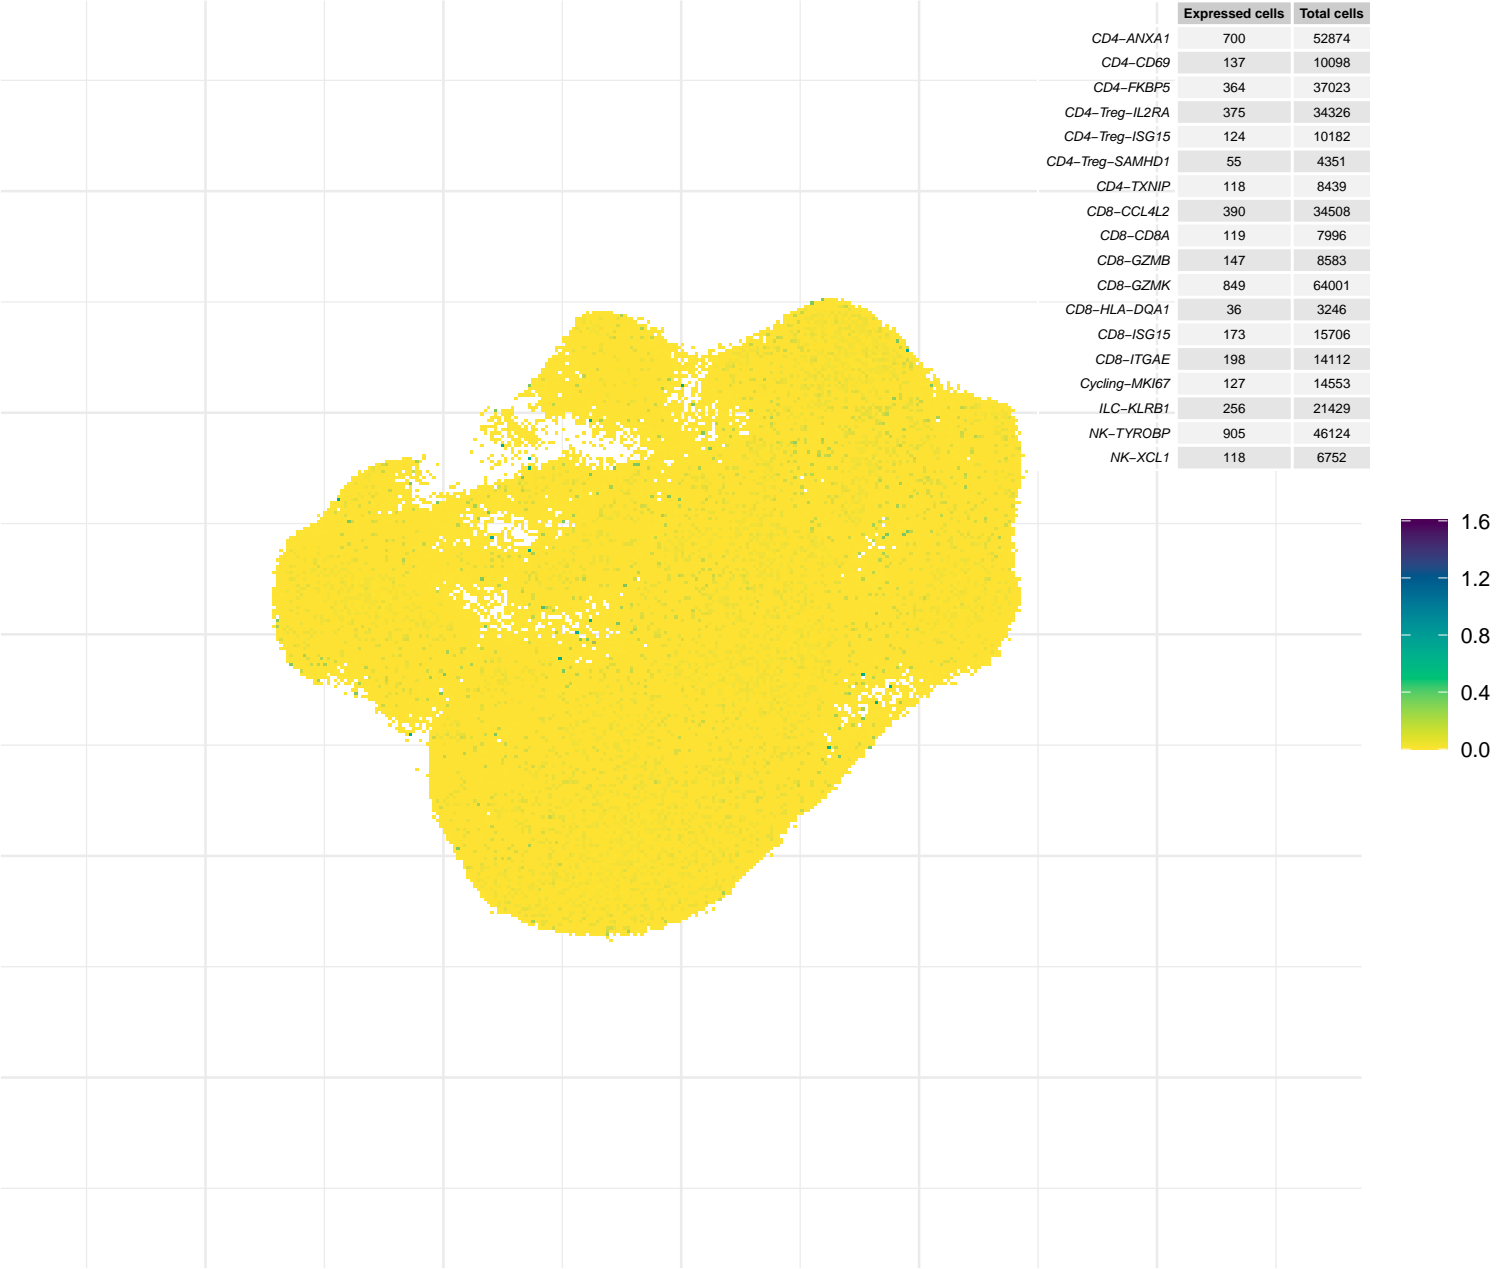 Expressed cells Total cells
CD4−ANXA1 700 52874
CD4−CD69 137 10098
CD4−FKBP5 364 37023
CD4−Treg−IL2RA 375 34326
CD4−Treg−ISG15 124 10182
CD4−Treg−SAMHD1 55 4351
CD4−TXNIP 118 8439
CD8−CCL4L2 390 34508
CD8−CD8A 119 7996
CD8−GZMB 147 8583
CD8−GZMK 849 64001
CD8−HLA−DQA1 36 3246
CD8−ISG15 173 15706
CD8−ITGAE 198 14112
Cycling−MKI67 127 14553
ILC−KLRB1 256 21429
NK−TYROBP 905 46124
NK−XCL1 118 6752
1.6
1.2
0.8
0.4
0.0